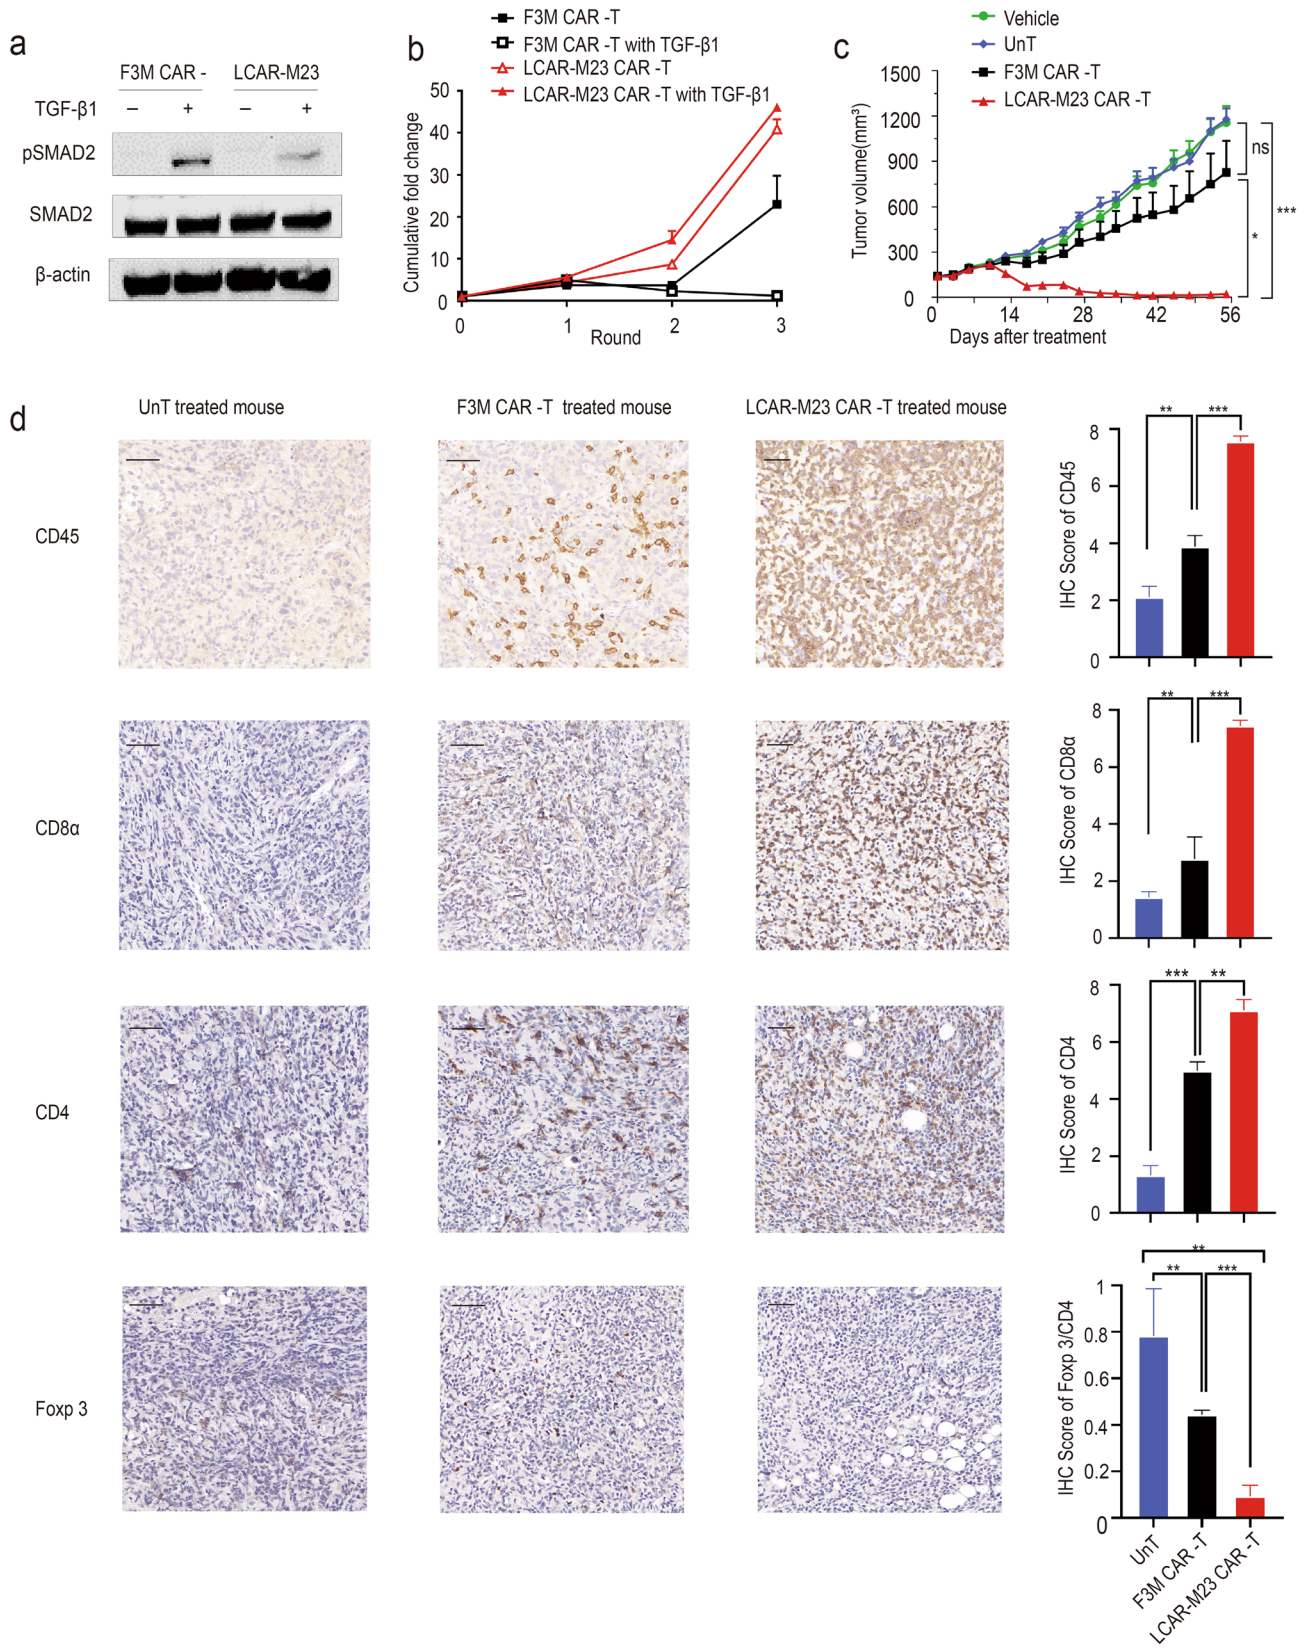 a
F3M CAR - LCAR-M23
TGF-β1 – + – +
pSMAD2
SMAD2
β-actin
b
F3M CAR -T
F3M CAR -T with TGF-β1
LCAR-M23 CAR -T
LCAR-M23 CAR -T with TGF-β1
Cumulative fold change
50
40
30
20
10
0
0 1 2 3
Round
c
Vehicle
UnT
F3M CAR -T
LCAR-M23 CAR -T
Tumor volume(mm³)
1500
1200
900
600
300
0
0 14 28 42 56
Days after treatment
ns
*
***
d
UnT treated mouse
F3M CAR -T treated mouse
LCAR-M23 CAR -T treated mouse
CD45
IHC Score of CD45
8
6
4
2
0
** ***
CD8α
IHC Score of CD8α
8
6
4
2
0
** ***
CD4
IHC Score of CD4
8
6
4
2
0
*** **
Foxp 3
IHC Score of Foxp 3/CD4
1
0.8
0.6
0.4
0.2
0
**
** ***
UnT
F3M CAR -T
LCAR-M23 CAR -T